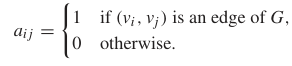 a_{ij} = { 1 if (v_i, v_j) is an edge of G,
0 otherwise.